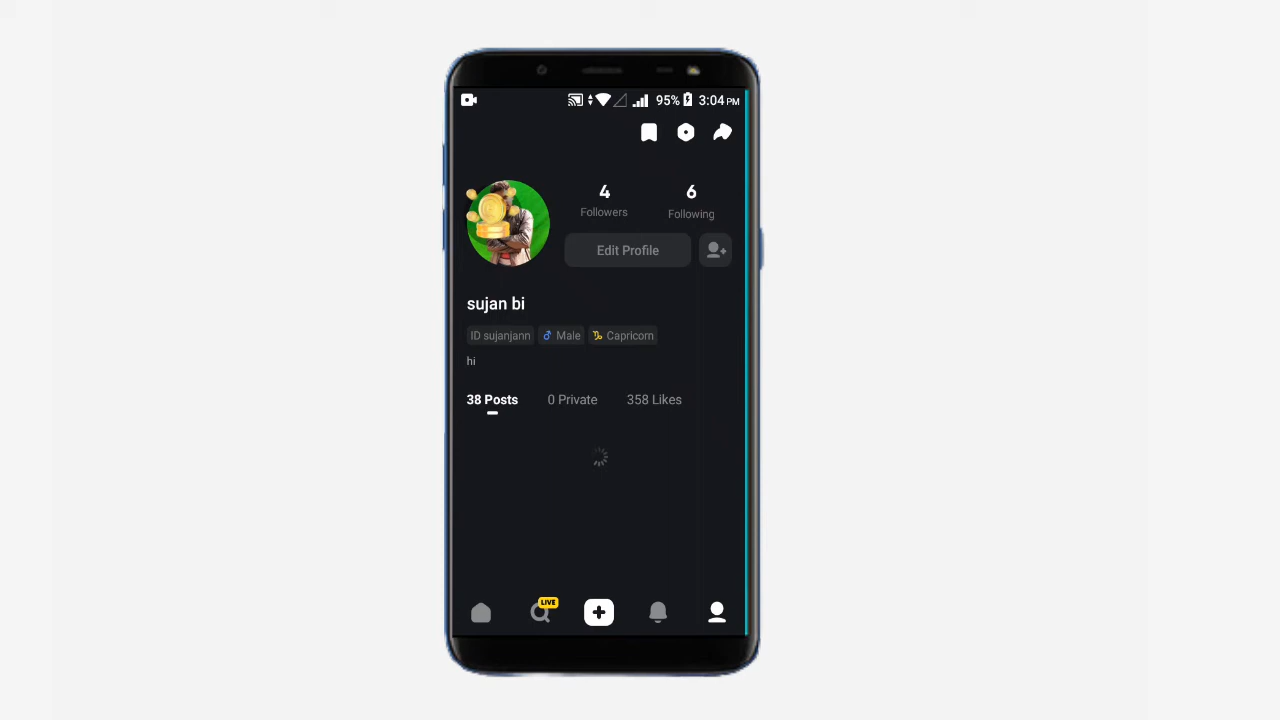 95% 3:04 PM
4 6
Followers Following
Edit Profile
sujan bi
ID sujanjann Male Capricorn
hi
38 Posts 0 Private 358 Likes
LIVE